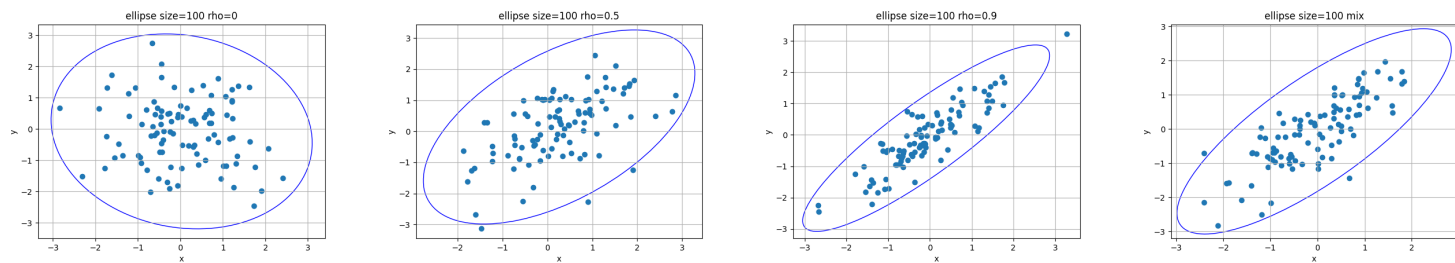 ellipse size=100 rho=0
3
2
1
0
−1
−2
−3
y
−3 −2 −1 0 1 2 3
x
ellipse size=100 rho=0.5
3
2
1
0
−1
−2
−3
y
−2 −1 0 1 2 3
x
ellipse size=100 rho=0.9
3
2
1
0
−1
−2
−3
y
−3 −2 −1 0 1 2 3
x
ellipse size=100 mix
3
2
1
0
−1
−2
−3
y
−3 −2 −1 0 1 2
x